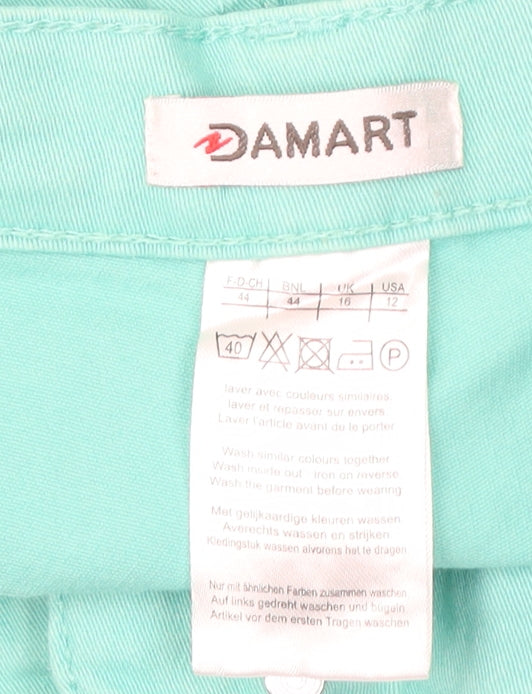 DAMART
F-D-CH BNL UK USA
44 44 16 12
40 P
laver avec couleurs similaires
laver et repasser sur envers
Laver l'article avant de le porter
Wash similar colours together
Wash inside out - iron on reverse
Wash the garment before wearing
Met gelijkaardige kleuren wassen
Averechts wassen en strijken
Kledingstuk wassen alvorens het te dragen
Nur mit ähnlichen Farben zusammen waschen
Auf links gedreht waschen und bügeln
Artikel vor dem ersten Tragen waschen